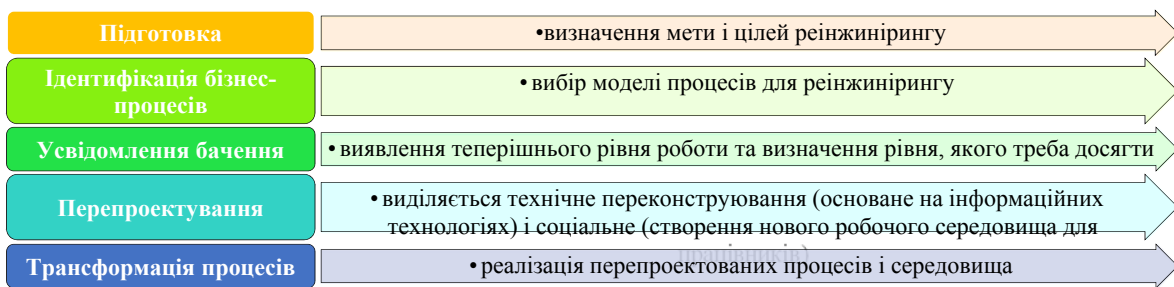 Підготовка
•визначення мети і цілей реінжинірингу
Ідентифікація бізнес-
процесів
•вибір моделі процесів для реінжинірингу
Усвідомлення бачення
•виявлення теперішнього рівня роботи та визначення рівня, якого треба досягти
Перепроектування
•виділяється технічне переконструювання (основане на інформаційних
технологіях) і соціальне (створення нового робочого середовища для
працівників)
Трансформація процесів
•реалізація перепроектованих процесів і середовища